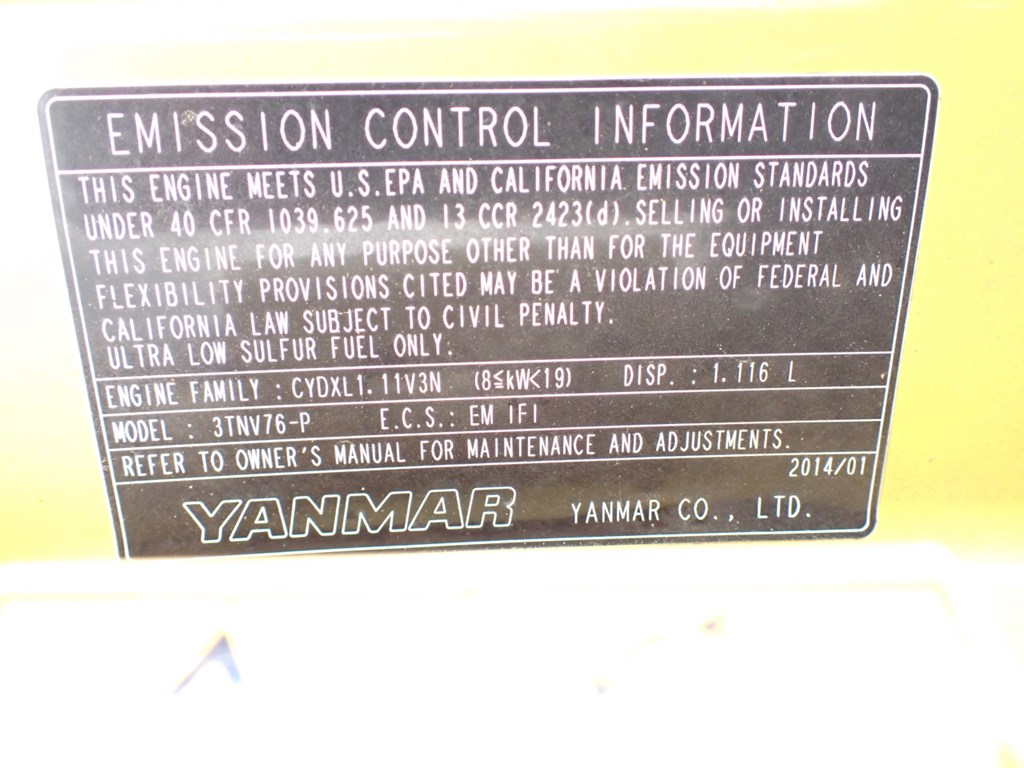 EMISSION CONTROL INFORMATION
THIS ENGINE MEETS U.S.EPA AND CALIFORNIA EMISSION STANDARDS
UNDER 40 CFR 1039.625 AND 13 CCR 2423(d).SELLING OR INSTALLING
THIS ENGINE FOR ANY PURPOSE OTHER THAN FOR THE EQUIPMENT
FLEXIBILITY PROVISIONS CITED MAY BE A VIOLATION OF FEDERAL AND
CALIFORNIA LAW SUBJECT TO CIVIL PENALTY.
ULTRA LOW SULFUR FUEL ONLY.
ENGINE FAMILY : CYDXL1.11V3N (8≦kW<19) DISP. : 1.116 L
MODEL : 3TNV76-P E.C.S.: EM IFI
REFER TO OWNER'S MANUAL FOR MAINTENANCE AND ADJUSTMENTS.
2014/01
YANMAR YANMAR CO., LTD.